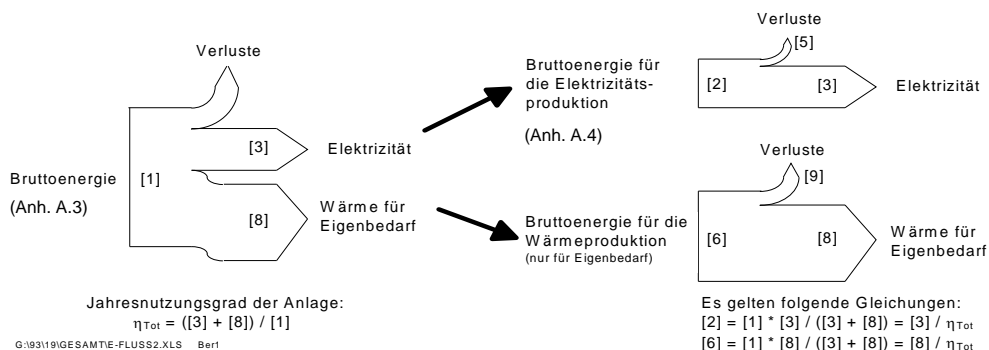 Verluste
Bruttoenergie [1]
(Anh. A.3)
[3]
Elektrizität
[8]
Wärme für
Eigenbedarf
Jahresnutzungsgrad der Anlage:
ηTot = ([3] + [8]) / [1]
G:\93\19\GESAMT\E-FLUSS2.XLS Ber1
Bruttoenergie für
die Elektrizitäts-
produktion
(Anh. A.4)
Verluste
[5]
[2]
[3]
Elektrizität
Bruttoenergie für die
Wärmeproduktion
(nur für Eigenbedarf)
Verluste
[9]
[6]
[8]
Wärme für
Eigenbedarf
Es gelten folgende Gleichungen:
[2] = [1] * [3] / ([3] + [8]) = [3] / ηTot
[6] = [1] * [8] / ([3] + [8]) = [8] / ηTot